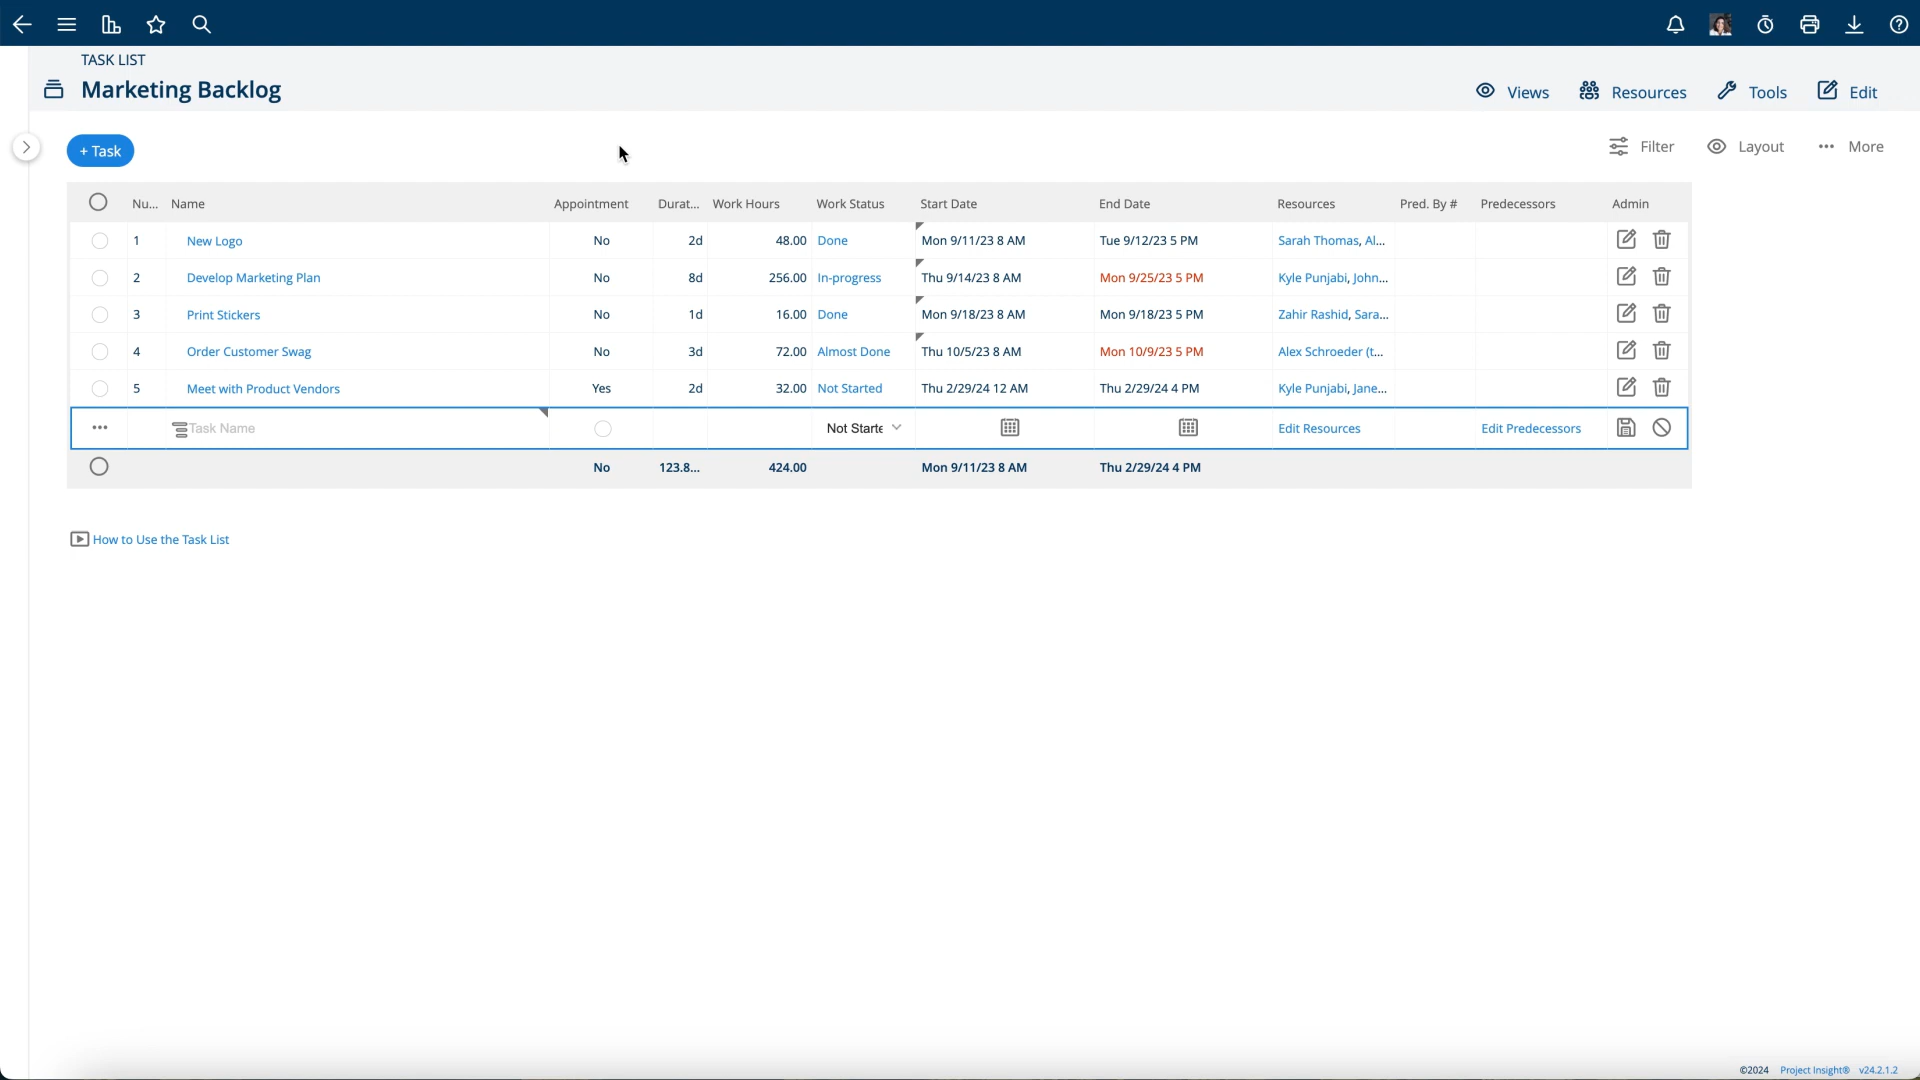 TASK LIST
Marketing Backlog
Views Resources Tools Edit
+ Task
Filter Layout ••• More
Nu... Name Appointment Durat... Work Hours Work Status Start Date End Date Resources Pred. By # Predecessors Admin
1 New Logo No 2d 48.00 Done Mon 9/11/23 8 AM Tue 9/12/23 5 PM Sarah Thomas, Al...
2 Develop Marketing Plan No 8d 256.00 In-progress Thu 9/14/23 8 AM Mon 9/25/23 5 PM Kyle Punjabi, John...
3 Print Stickers No 1d 16.00 Done Mon 9/18/23 8 AM Mon 9/18/23 5 PM Zahir Rashid, Sara...
4 Order Customer Swag No 3d 72.00 Almost Done Thu 10/5/23 8 AM Mon 10/9/23 5 PM Alex Schroeder (t...
5 Meet with Product Vendors Yes 2d 32.00 Not Started Thu 2/29/24 12 AM Thu 2/29/24 4 PM Kyle Punjabi, Jane...
••• Task Name Not Starte Edit Resources Edit Predecessors
No 123.8... 424.00 Mon 9/11/23 8 AM Thu 2/29/24 4 PM
How to Use the Task List
©2024 Project Insight® v24.2.1.2